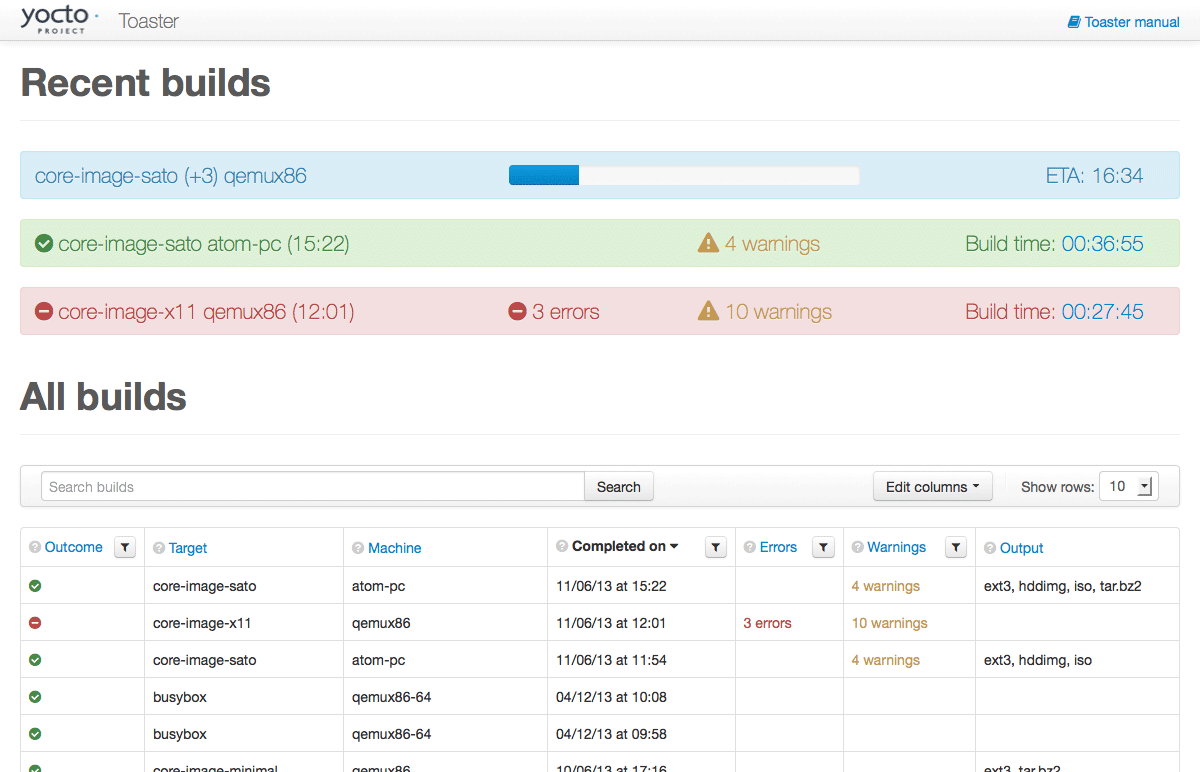 yocto PROJECT Toaster Toaster manual
Recent builds
core-image-sato (+3) qemux86 ETA: 16:34
core-image-sato atom-pc (15:22) 4 warnings Build time: 00:36:55
core-image-x11 qemux86 (12:01) 3 errors 10 warnings Build time: 00:27:45
All builds
Search builds Search Edit columns Show rows: 10
Outcome Target Machine Completed on Errors Warnings Output
core-image-sato atom-pc 11/06/13 at 15:22 4 warnings ext3, hddimg, iso, tar.bz2
core-image-x11 qemux86 11/06/13 at 12:01 3 errors 10 warnings
core-image-sato atom-pc 11/06/13 at 11:54 4 warnings ext3, hddimg, iso
busybox qemux86-64 04/12/13 at 10:08
busybox qemux86-64 04/12/13 at 09:58
core-image-minimal qemux86 10/06/13 at 17:16 ext3, tar.bz2